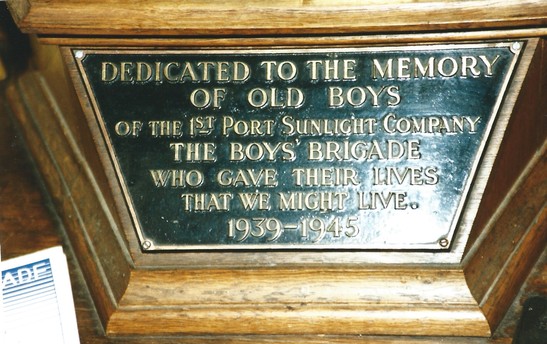 DEDICATED TO THE MEMORY
OF OLD BOYS
OF THE 1ST PORT SUNLIGHT COMPANY
THE BOYS' BRIGADE
WHO GAVE THEIR LIVES
THAT WE MIGHT LIVE.
1939-1945
ADE